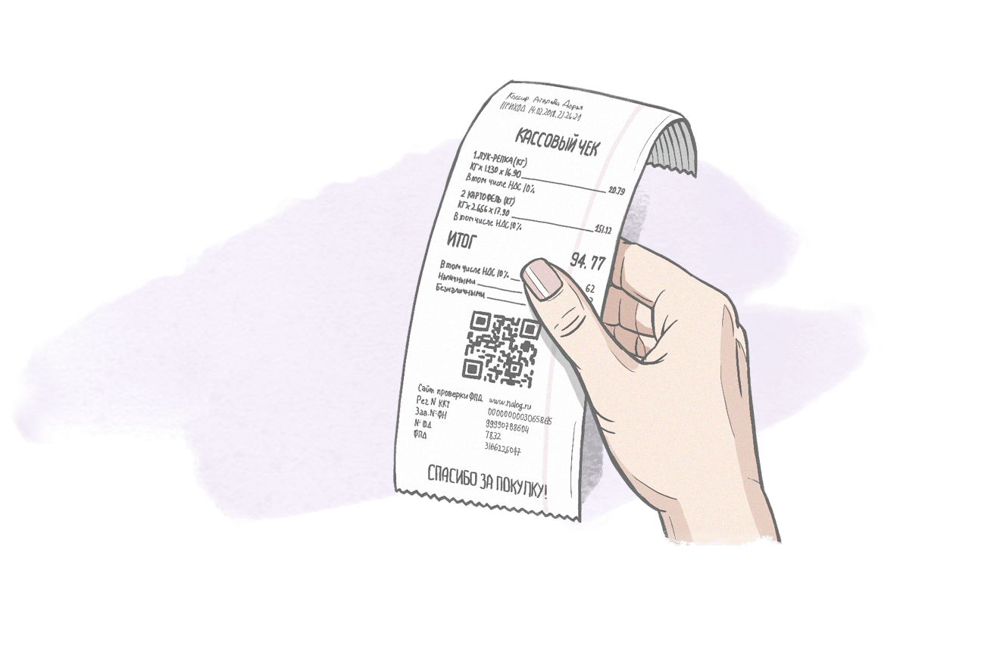 Кассир Агапова Дарья
ПРИХОД 14.02.2018. 21:26:21
КАССОВЫЙ ЧЕК
1.ЛУК-РЕПКА(КГ)
КГ х 1.230 х 16.90 20.79
В том числе НДС 10%
2 КАРТОФЕЛЬ (КГ)
КГ х 2.656 х 17.90 151.12
В том числе НДС 10%
ИТОГ 94.77
В том числе НДС 10% 62
Наличными
Безналичными
Сайт проверки ФПД www.nalog.ru
Рег N ККТ 0000000003065865
Зав.N:ФН 99990788604
N: ФД 7832
ФПД 3166225047
СПАСИБО ЗА ПОКУПКУ!